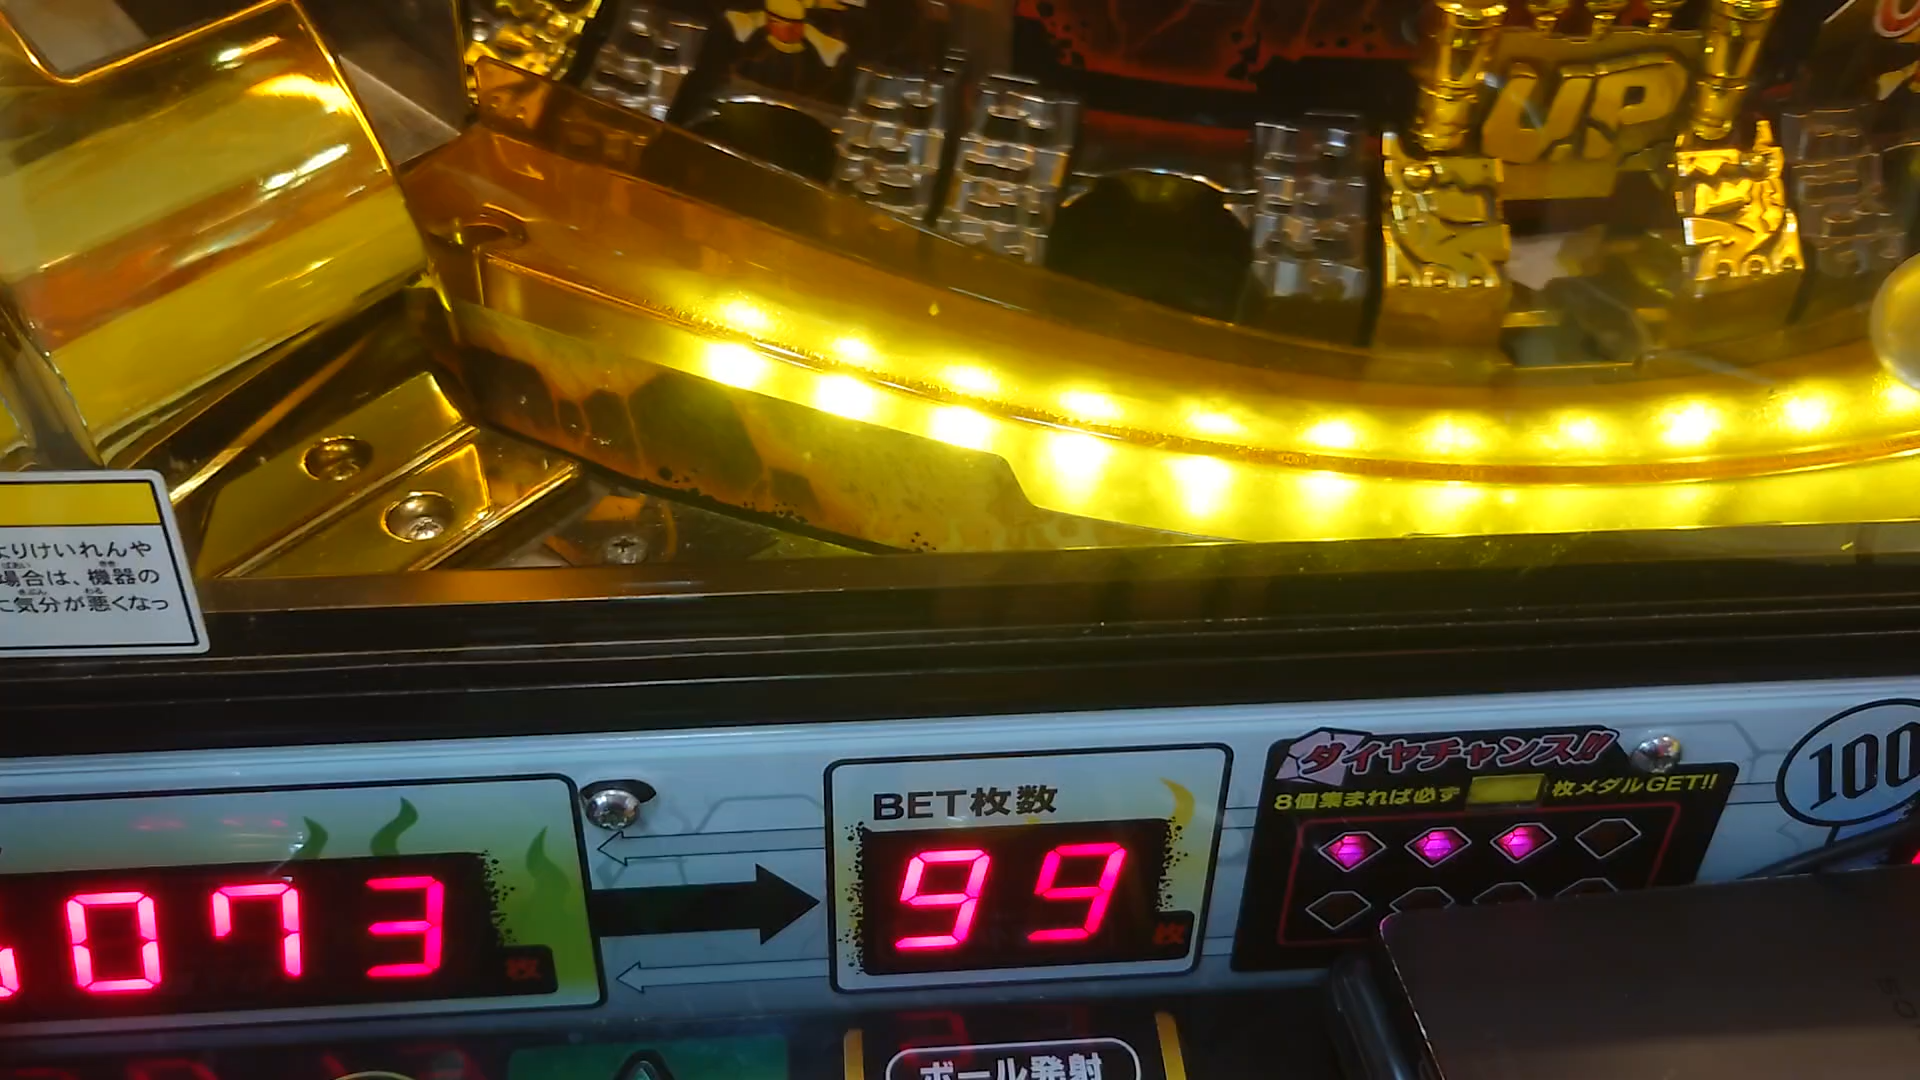 UP
よりけいれんや
場合は、機器の
に気分が悪くなっ
BET枚数
ダイヤチャンス!!
8個集まれば必ず 枚メダルGET!!
100
073
枚
99
枚
ボール発射